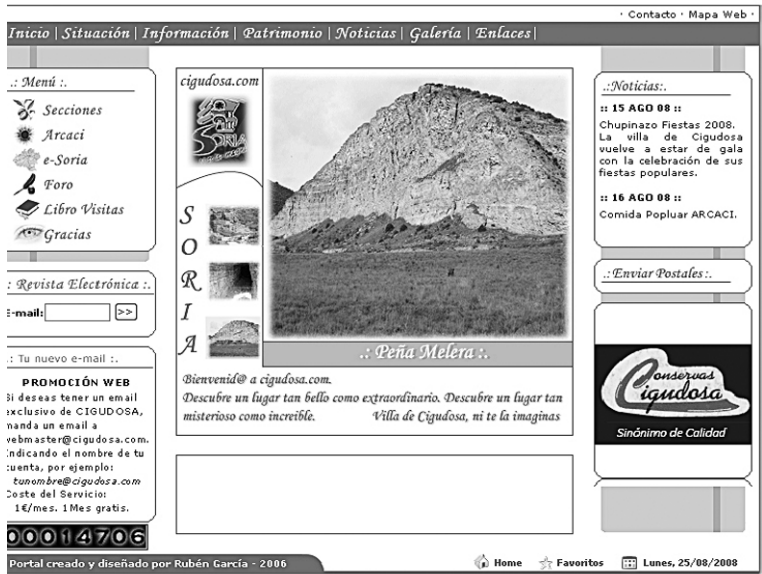 · Contacto · Mapa Web ·
Inicio | Situación | Información | Patrimonio | Noticias | Galería | Enlaces|
.: Menú :.
Secciones
Arcaci
e-Soria
Foro
Libro Visitas
Gracias
.: Revista Electrónica :.
E-mail:
>>
.: Tu nuevo e-mail :.
PROMOCIÓN WEB
Si deseas tener un email
exclusivo de CIGUDOSA,
manda un email a
webmaster@cigudosa.com.
Indicando el nombre de tu
cuenta, por ejemplo:
tunombre@cigudosa.com
Coste del Servicio:
1€/mes. 1Mes gratis.
00014706
cigudosa.com
SORIA
S
O
R
I
A
.: Peña Melera :.
Bienvenid@ a cigudosa.com.
Descubre un lugar tan bello como extraordinario. Descubre un lugar tan
misterioso como increible. Villa de Cigudosa, ni te la imaginas
.:Noticias:.
:: 15 AGO 08 ::
Chupinazo Fiestas 2008.
La villa de Cigudosa
vuelve a estar de gala
con la celebración de sus
fiestas populares.
:: 16 AGO 08 ::
Comida Popluar ARCACI.
.:Enviar Postales:.
Conservas
Cigudosa
Sinónimo de Calidad
Portal creado y diseñado por Rubén García - 2006
Home
Favoritos
Lunes, 25/08/2008